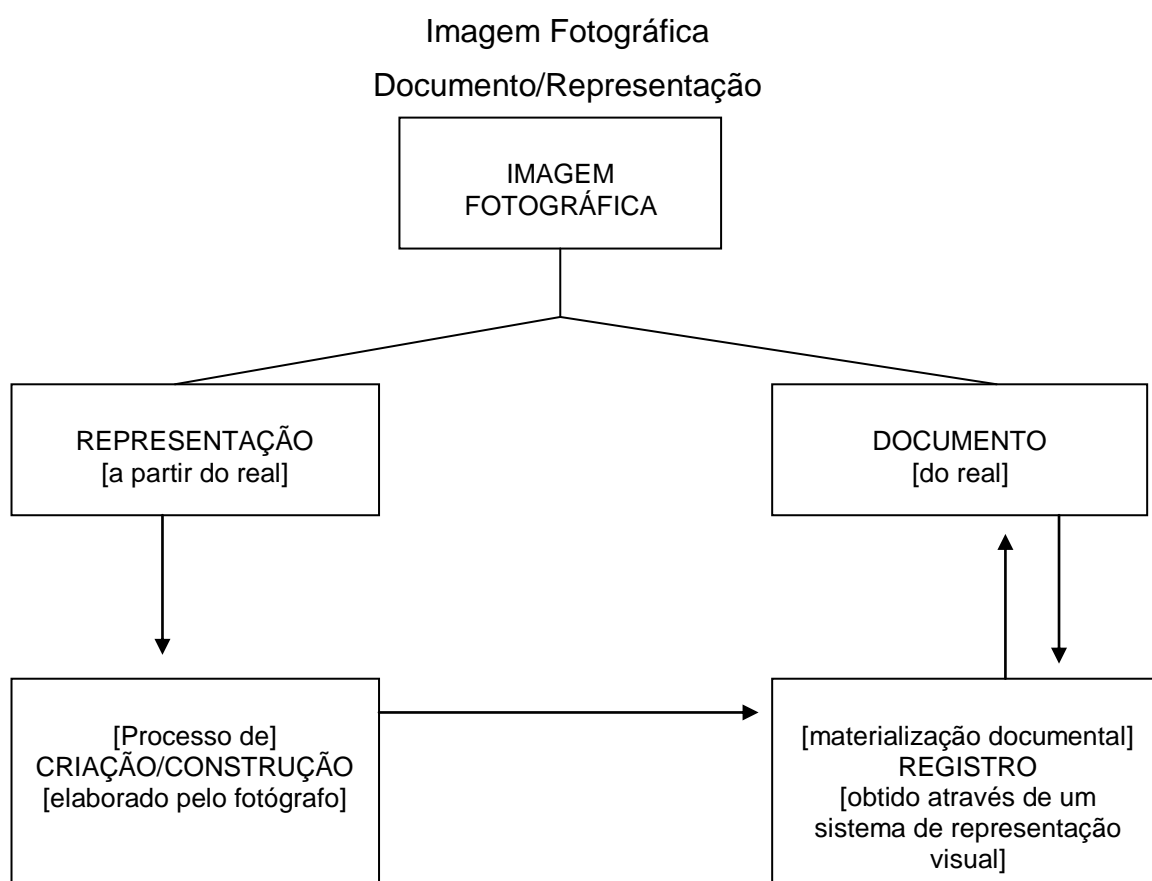 Imagem Fotográfica
Documento/Representação
IMAGEM
FOTOGRÁFICA
REPRESENTAÇÃO
[a partir do real]
DOCUMENTO
[do real]
[Processo de]
CRIAÇÃO/CONSTRUÇÃO
[elaborado pelo fotógrafo]
[materialização documental]
REGISTRO
[obtido através de um
sistema de representação
visual]